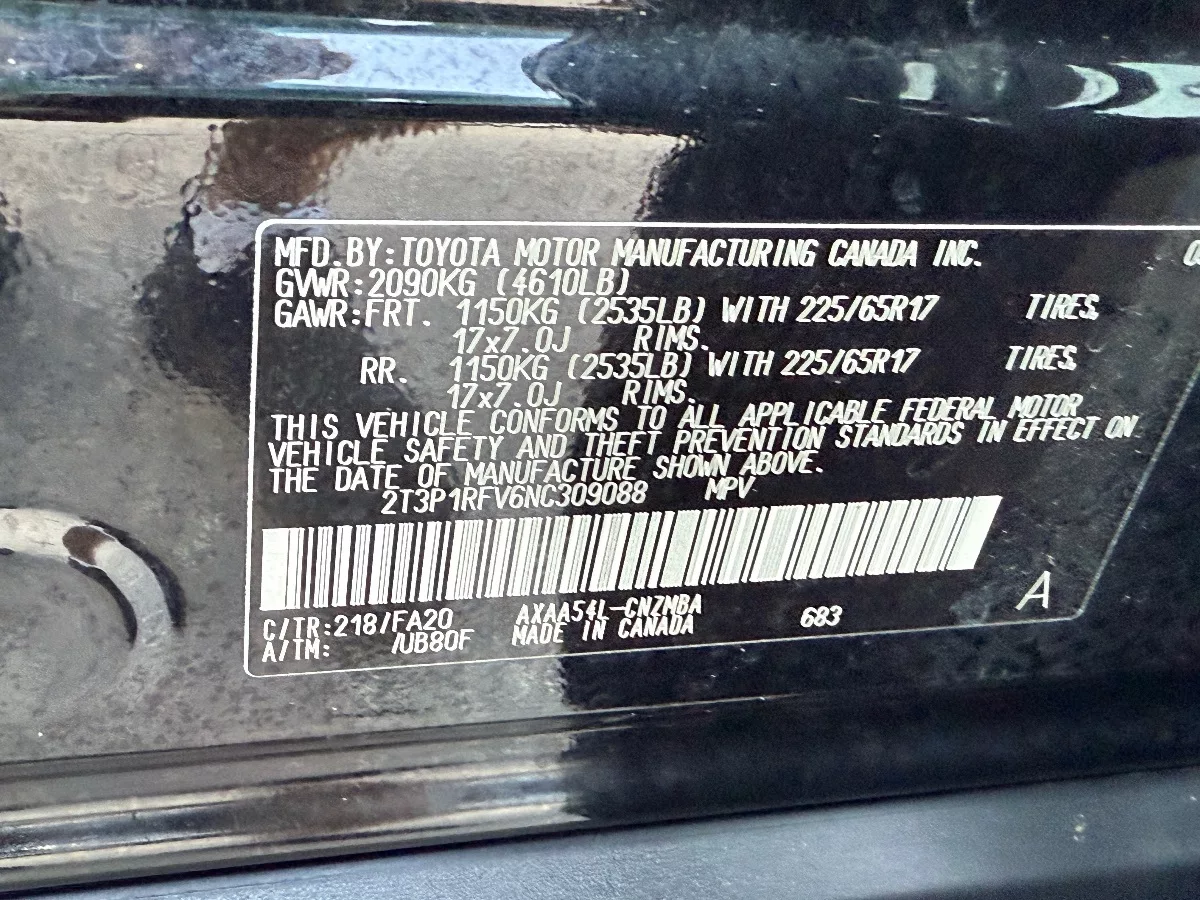 MFD.BY:TOYOTA MOTOR MANUFACTURING CANADA INC.
GVWR:2090KG (4610LB)
GAWR:FRT. 1150KG (2535LB) WITH 225/65R17 TIRES,
17x7.0J RIMS.
RR. 1150KG (2535LB) WITH 225/65R17 TIRES,
17x7.0J RIMS.
THIS VEHICLE CONFORMS TO ALL APPLICABLE FEDERAL MOTOR
VEHICLE SAFETY AND THEFT PREVENTION STANDARDS IN EFFECT ON
THE DATE OF MANUFACTURE SHOWN ABOVE.
2T3P1RFV6NC309088 MPV
C/TR:218/FA20 AXAA54L-CNZMBA 683 A
A/TM: /UB80F MADE IN CANADA